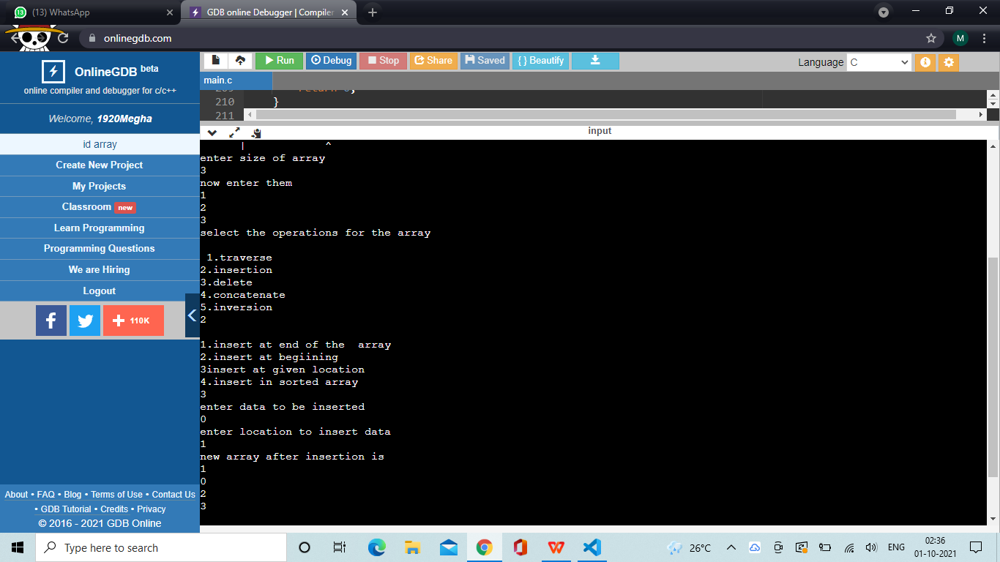 13 (13) WhatsApp
GDB online Debugger | Compiler
onlinegdb.com
M
OnlineGDB beta
online compiler and debugger for c/c++
Welcome, 1920Megha
id array
Create New Project
My Projects
Classroom new
Learn Programming
Programming Questions
We are Hiring
Logout
f
110K
About • FAQ • Blog • Terms of Use • Contact Us
• GDB Tutorial • Credits • Privacy
© 2016 - 2021 GDB Online
Run Debug Stop Share Saved {} Beautify
Language C
main.c
210 }
211
input
| ^
enter size of array
3
now enter them
1
2
3
select the operations for the array
1.traverse
2.insertion
3.delete
4.concatenate
5.inversion
2
1.insert at end of the  array
2.insert at begiining
3insert at given location
4.insert in sorted array
3
enter data to be inserted
0
enter location to insert data
1
new array after insertion is
1
0
2
3
Type here to search
26°C
ENG
02:36
01-10-2021